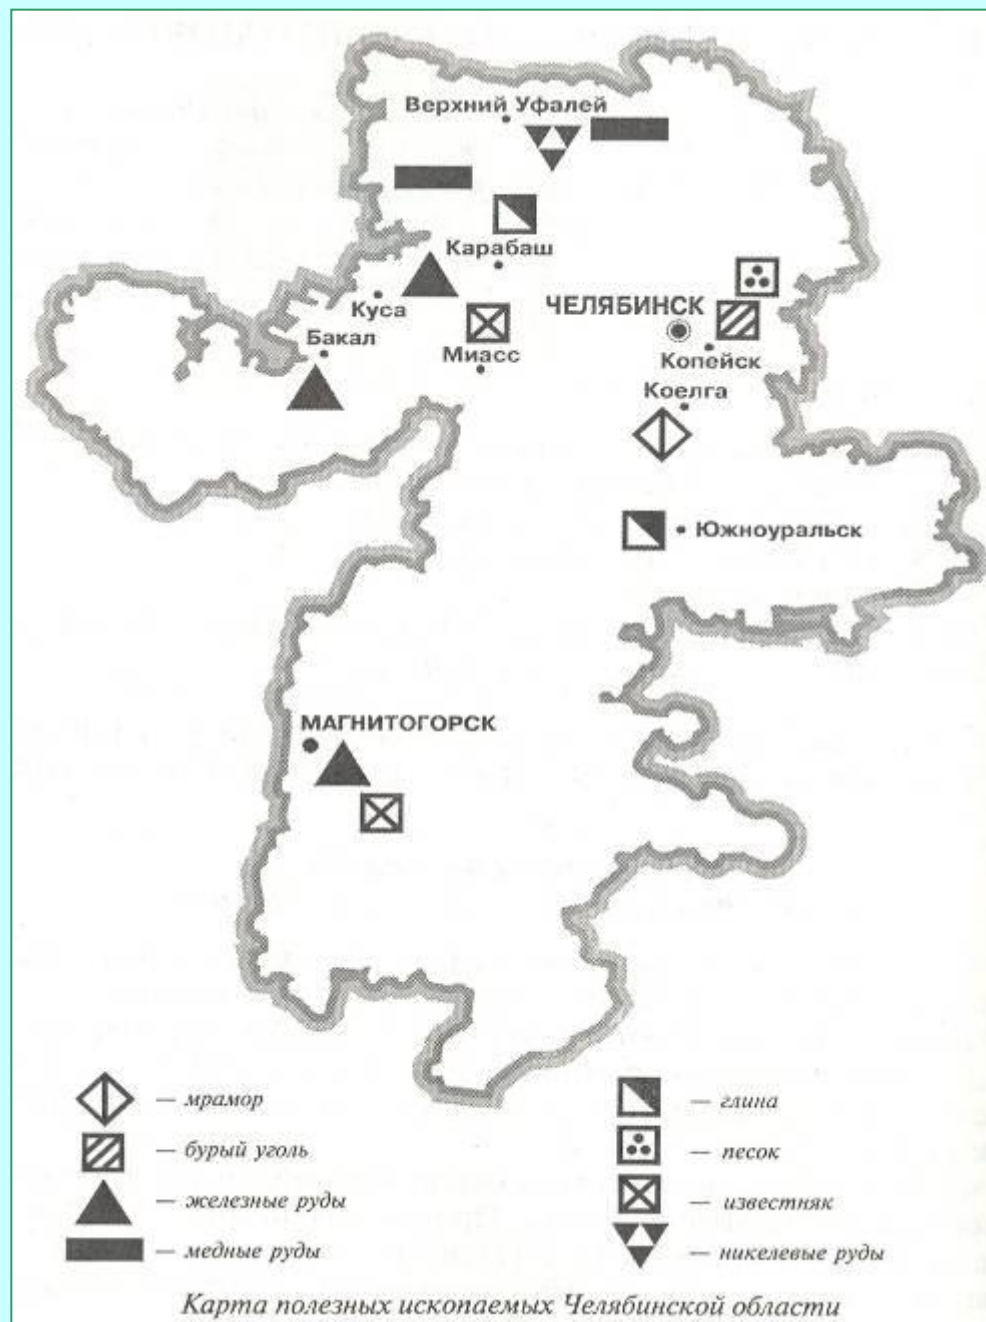 Верхний Уфалей
Карабаш
Куса
ЧЕЛЯБИНСК
Бакал
Миасс
Копейск
Коелга
Южноуральск
МАГНИТОГОРСК
— мрамор
— бурый уголь
— железные руды
— медные руды
— глина
— песок
— известняк
— никелевые руды
Карта полезных ископаемых Челябинской области